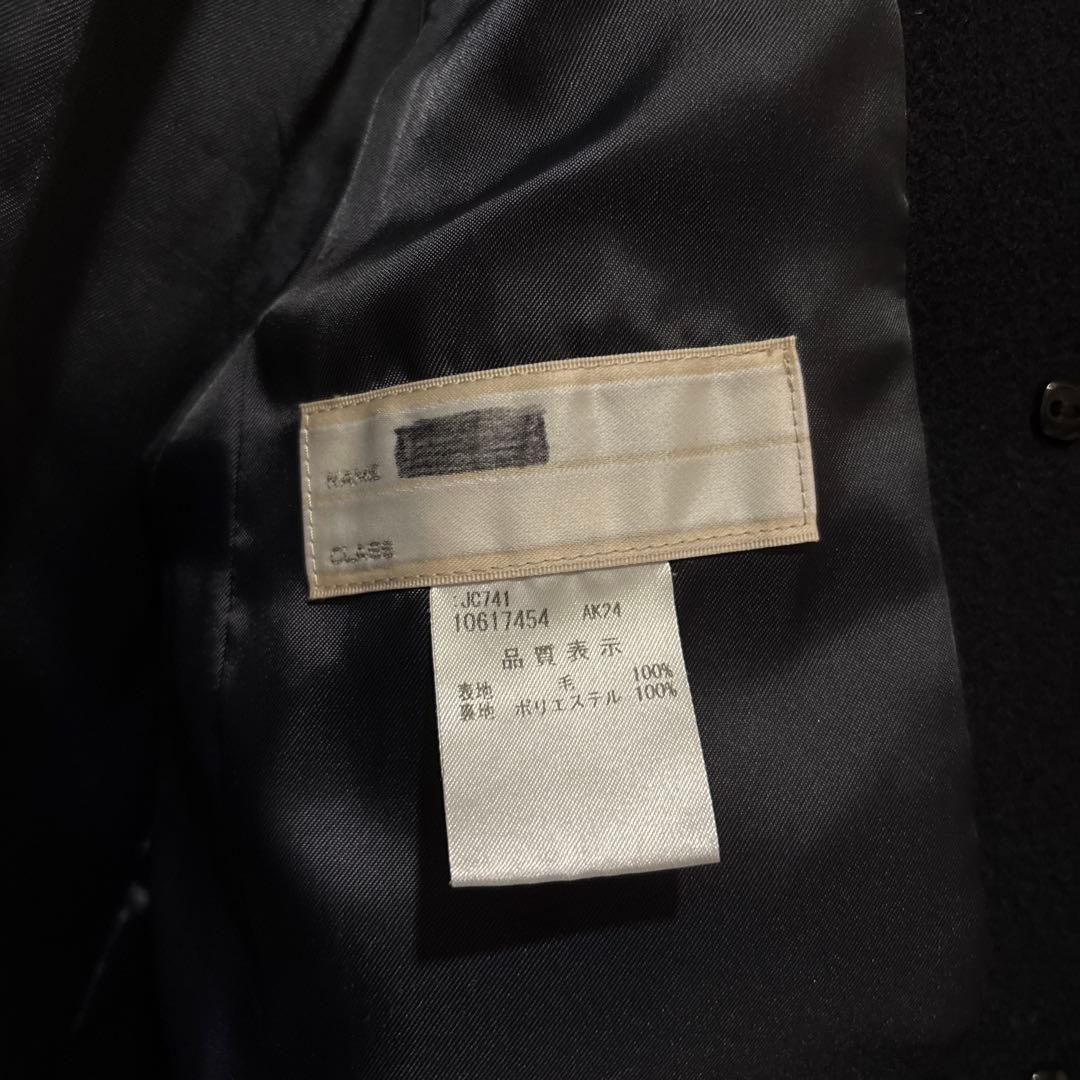 NAME
CLASS
:JC741
10617454 AK24
品質表示
表地 毛 100%
裏地 ポリエステル 100%